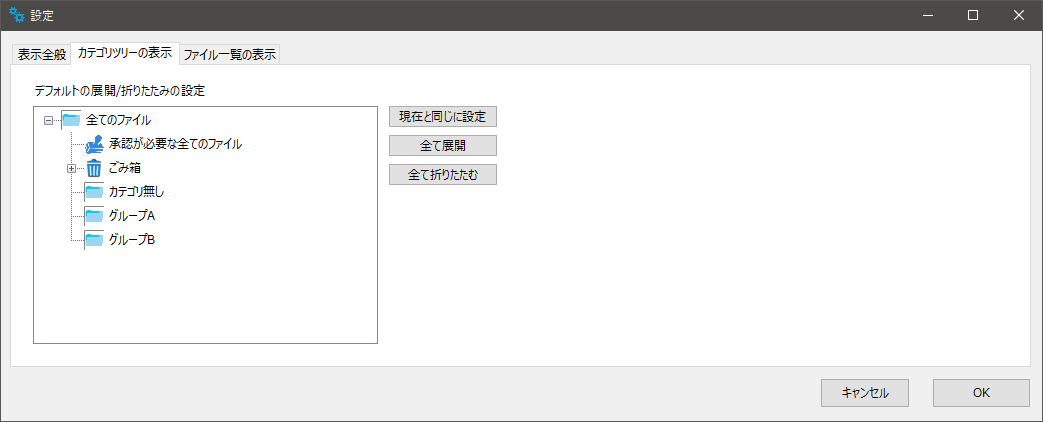 設定
表示全般 カテゴリツリーの表示 ファイル一覧の表示
デフォルトの展開/折りたたみの設定
全てのファイル
承認が必要な全てのファイル
ごみ箱
カテゴリ無し
グループA
グループB
現在と同じに設定
全て展開
全て折りたたむ
キャンセル OK